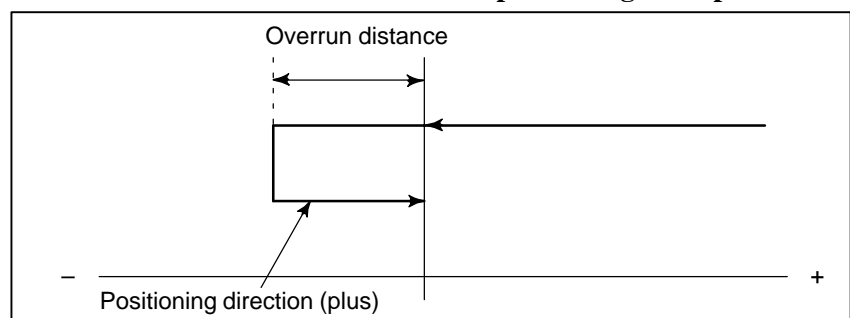 Overrun distance
– +
Positioning direction (plus)